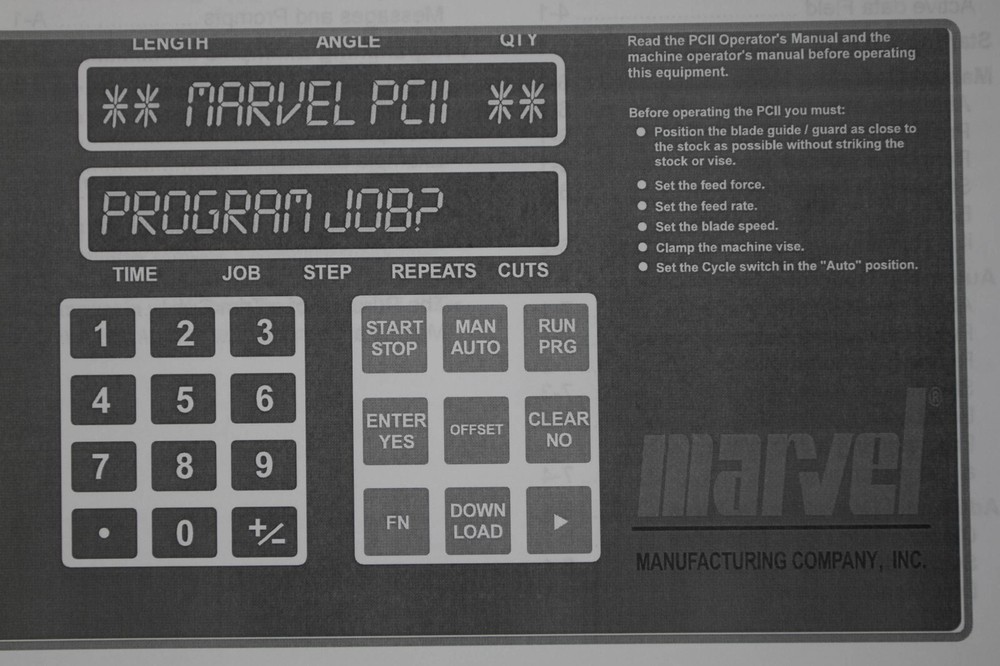 LENGTH ANGLE QTY
** MARVEL PCII **
PROGRAM JOB?
TIME JOB STEP REPEATS CUTS
1 2 3
4 5 6
7 8 9
. 0 +/-
START STOP
MAN AUTO
RUN PRG
ENTER YES
OFFSET
CLEAR NO
FN
DOWN LOAD
Read the PCII Operator's Manual and the
machine operator's manual before operating
this equipment.
Before operating the PCII you must:
● Position the blade guide / guard as close to
the stock as possible without striking the
stock or vise.
● Set the feed force.
● Set the feed rate.
● Set the blade speed.
● Clamp the machine vise.
● Set the Cycle switch in the "Auto" position.
marvel®
MANUFACTURING COMPANY, INC.